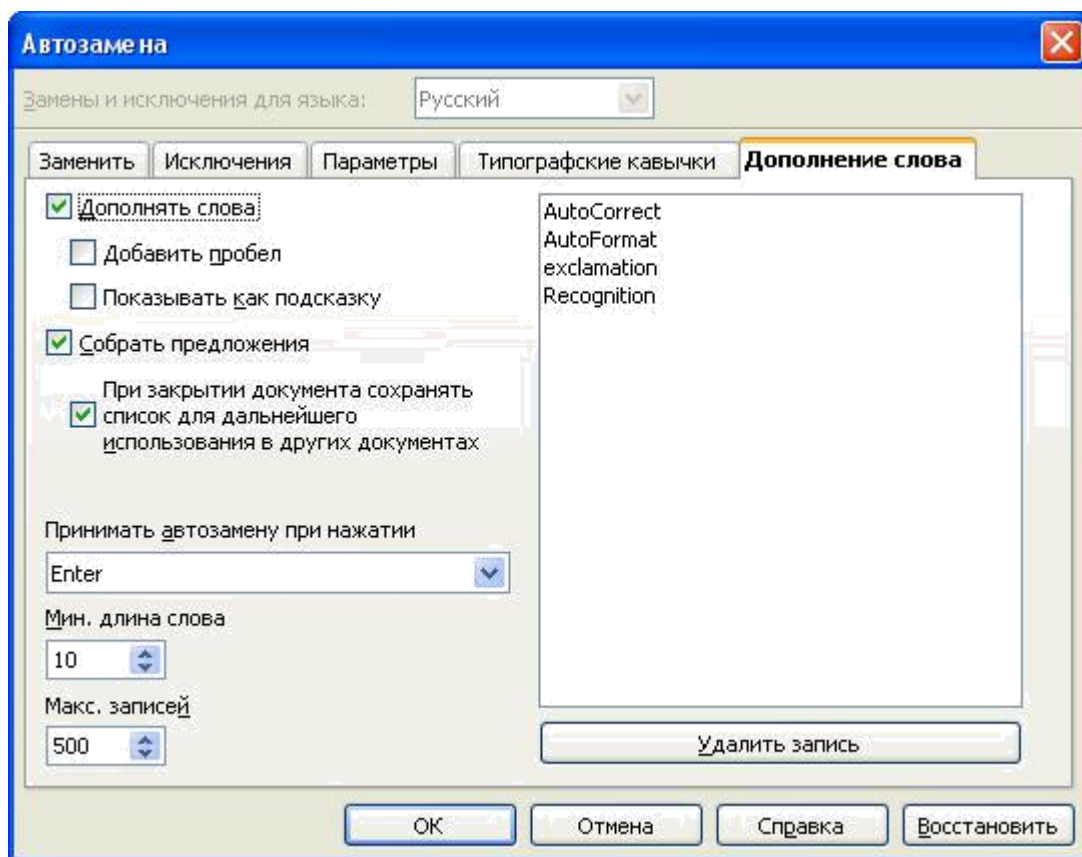 Автозамена
Замены и исключения для языка: Русский
Заменить Исключения Параметры Типографские кавычки Дополнение слова
Дополнять слова
Добавить пробел
Показывать как подсказку
Собрать предложения
При закрытии документа сохранять
список для дальнейшего
использования в других документах
Принимать автозамену при нажатии
Enter
Мин. длина слова
10
Макс. записей
500
AutoCorrect
AutoFormat
exclamation
Recognition
Удалить запись
ОК Отмена Справка Восстановить